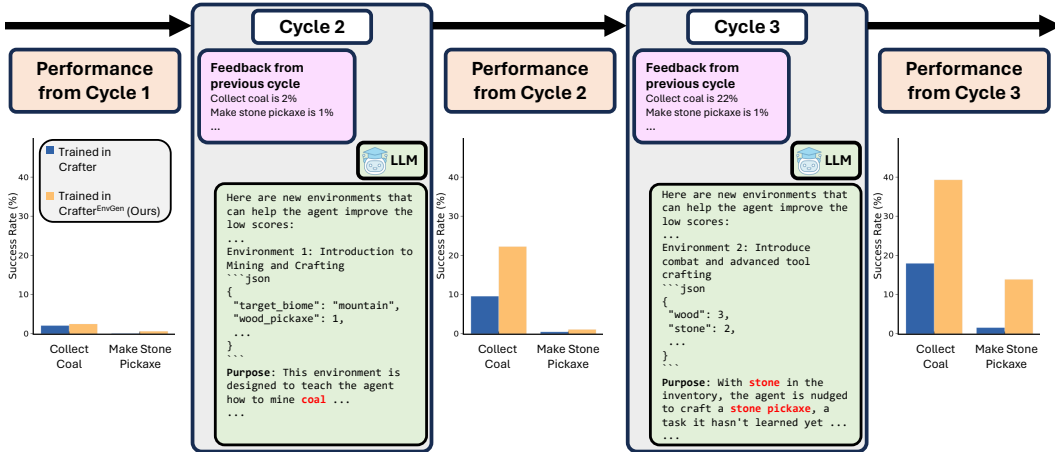 Cycle 2
Cycle 3
Performance
from Cycle 1
Feedback from
previous cycle
Collect coal is 2%
Make stone pickaxe is 1%
...
LLM
Performance
from Cycle 2
Feedback from
previous cycle
Collect coal is 22%
Make stone pickaxe is 1%
...
LLM
Performance
from Cycle 3
Success Rate (%)
40
30
20
10
0
Trained in
Crafter
Trained in
Crafter^EnvGen (Ours)
Collect
Coal
Make Stone
Pickaxe
Here are new environments that
can help the agent improve the
low scores:
...
Environment 1: Introduction to
Mining and Crafting
```json
{
"target_biome": "mountain",
"wood_pickaxe": 1,
...
}
```
Purpose: This environment is
designed to teach the agent
how to mine coal ...
...
Success Rate (%)
40
30
20
10
0
Collect
Coal
Make Stone
Pickaxe
Here are new environments that
can help the agent improve the
low scores:
...
Environment 2: Introduce
combat and advanced tool
crafting
```json
{
"wood": 3,
"stone": 2,
...
}
```
Purpose: With stone in the
inventory, the agent is nudged
to craft a stone pickaxe, a
task it hasn't learned yet ...
...
Success Rate (%)
40
30
20
10
0
Collect
Coal
Make Stone
Pickaxe